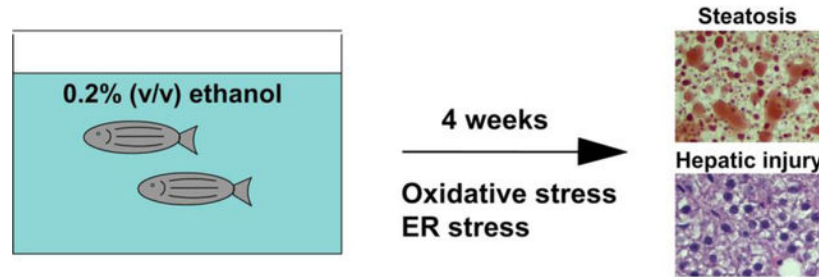 0.2% (v/v) ethanol
4 weeks
Oxidative stress
ER stress
Steatosis
Hepatic injury